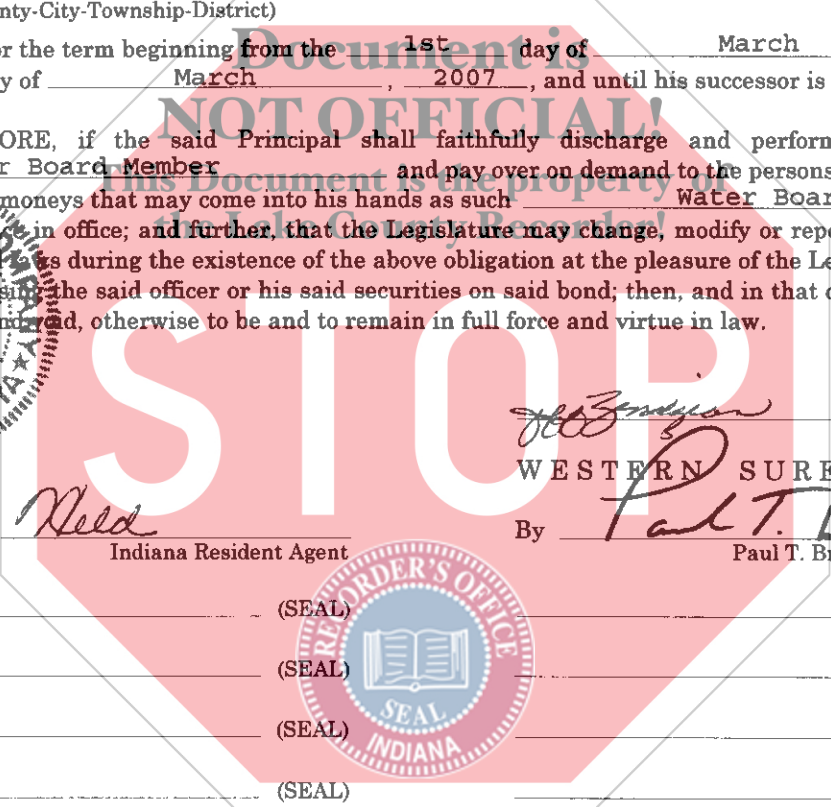 nty-City-Township-District)
or the term beginning from the 1st day of March
y of March , 2007 , and until his successor is
ORE, if the said Principal shall faithfully discharge and perform
r Board Member and pay over on demand to the persons
moneys that may come into his hands as such Water Boar
in office; and further, that the Legislature may change, modify or repe
s during the existence of the above obligation at the pleasure of the Le
the said officer or his said securities on said bond; then, and in that
, otherwise to be and to remain in full force and virtue in law.
Document is
NOT OFFICIAL!
This Document is the property of
the Lake County Recorder!
STOP
WESTERN SURE
Held
By Paul T. B
Indiana Resident Agent
Paul T. Br
(SEAL)
(SEAL)
(SEAL)
(SEAL)
RECORDER'S OFFICE
SEAL
INDIANA